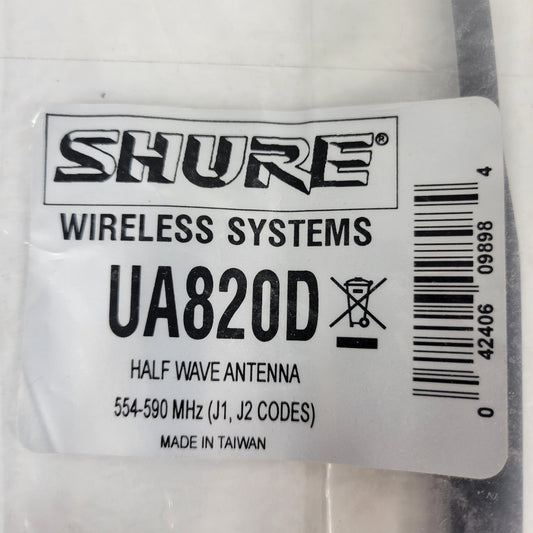 SHURE®
WIRELESS SYSTEMS
UA820D
HALF WAVE ANTENNA
554-590 MHz (J1, J2 CODES)
MADE IN TAIWAN
0 42406 09898 4